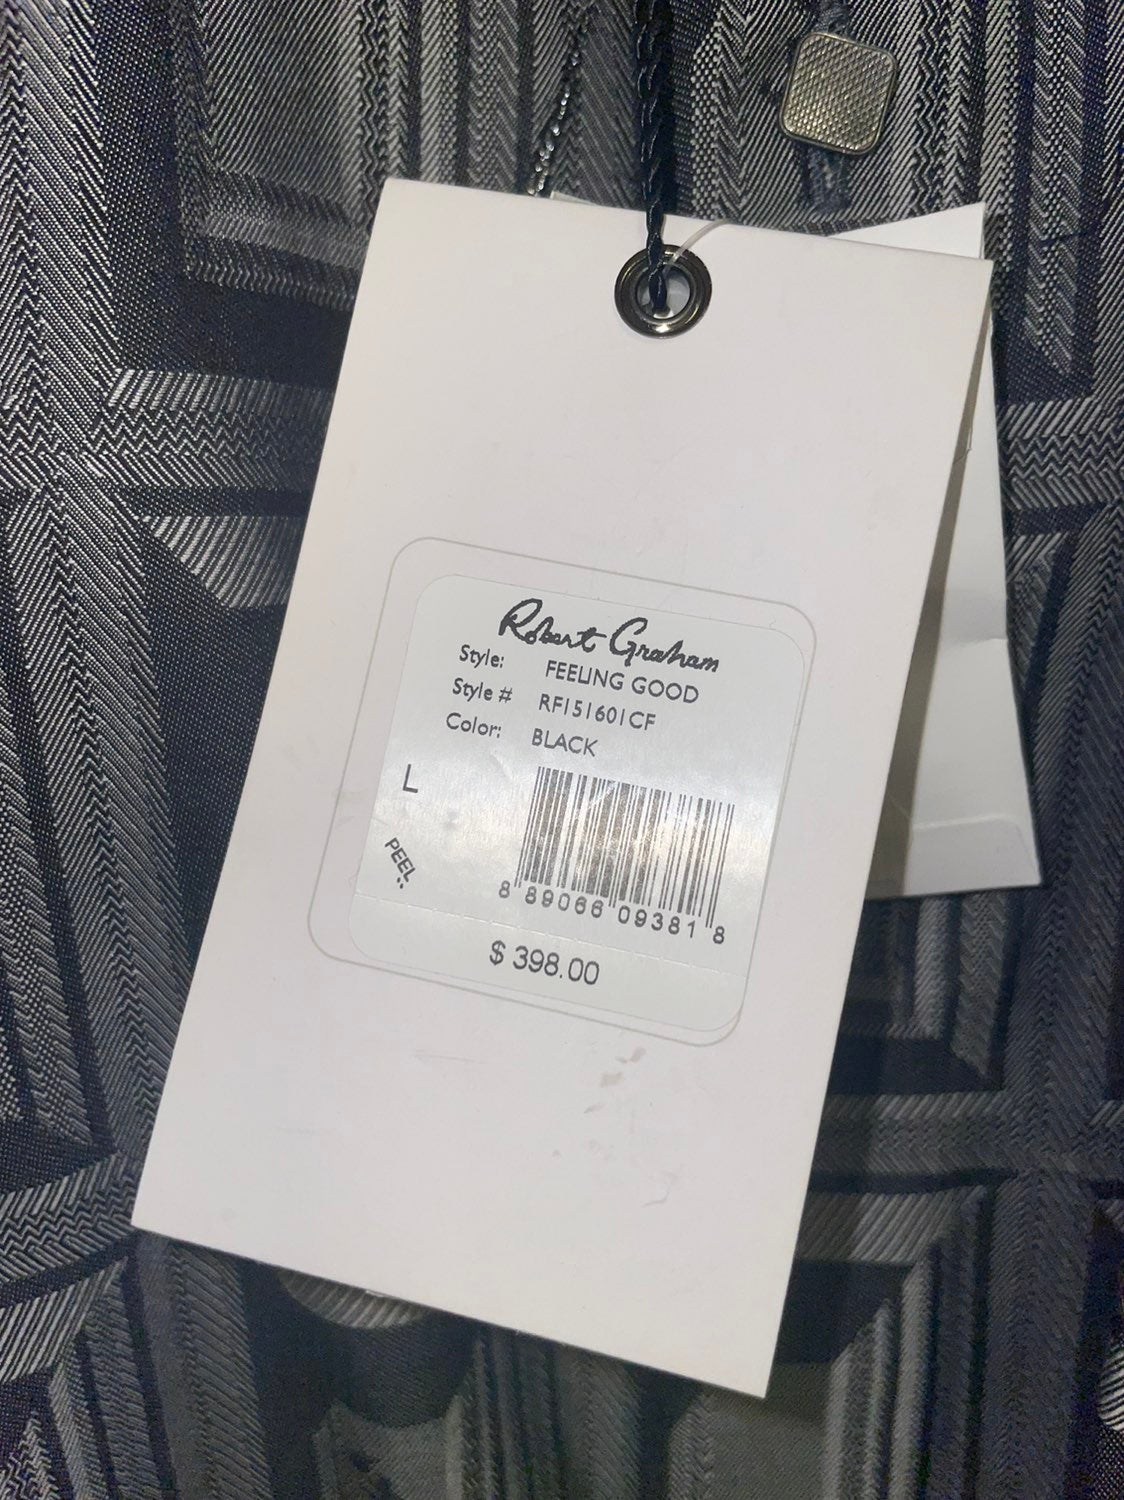 Robert Graham
Style: FEELING GOOD
Style # RF151601CF
Color: BLACK
L
PEEL:
8 89066 09381 8
$ 398.00